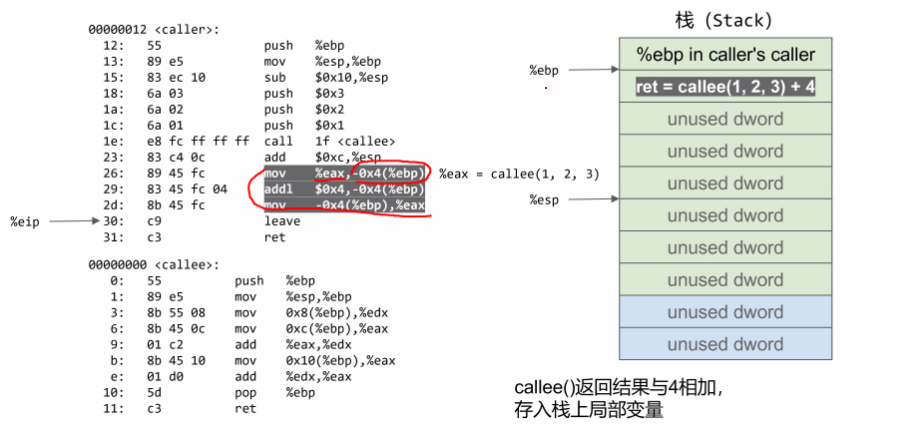 00000012 <caller>:
12: 55 push %ebp
13: 89 e5 mov %esp,%ebp
15: 83 ec 10 sub $0x10,%esp
18: 6a 03 push $0x3
1a: 6a 02 push $0x2
1c: 6a 01 push $0x1
1e: e8 fc ff ff ff call 1f <callee>
23: 83 c4 0c add $0xc,%esp
26: 89 45 fc mov %eax,-0x4(%ebp)
29: 83 45 fc 04 addl $0x4,-0x4(%ebp)
2d: 8b 45 fc mov -0x4(%ebp),%eax
30: c9 leave
31: c3 ret
%eip
%eax = callee(1, 2, 3)
00000000 <callee>:
0: 55 push %ebp
1: 89 e5 mov %esp,%ebp
3: 8b 55 08 mov 0x8(%ebp),%edx
6: 8b 45 0c mov 0xc(%ebp),%eax
9: 01 c2 add %eax,%edx
b: 8b 45 10 mov 0x10(%ebp),%eax
e: 01 d0 add %edx,%eax
10: 5d pop %ebp
11: c3 ret
栈（Stack）
%ebp
%esp
%ebp in caller's caller
ret = callee(1, 2, 3) + 4
unused dword
unused dword
unused dword
unused dword
unused dword
unused dword
unused dword
unused dword
callee()返回结果与4相加，
存入栈上局部变量